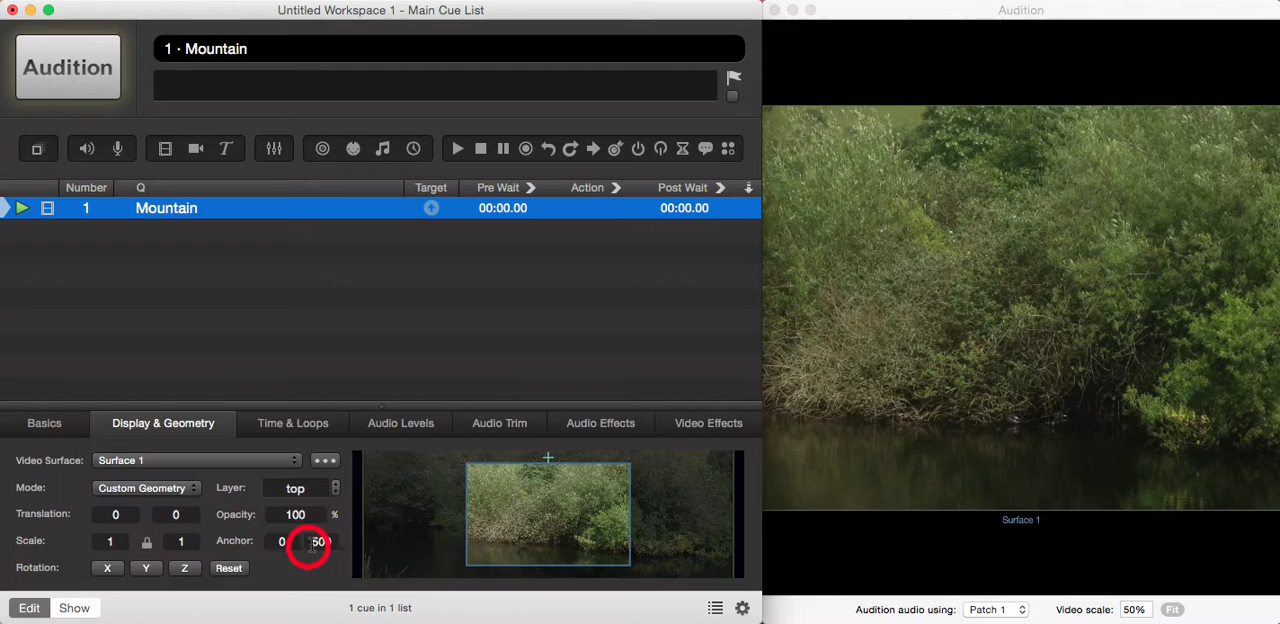 Untitled Workspace 1 - Main Cue List
Audition
Audition
1 · Mountain
T
Number Q Target Pre Wait Action Post Wait
1 Mountain 00:00.00 00:00.00
Basics Display & Geometry Time & Loops Audio Levels Audio Trim Audio Effects Video Effects
Video Surface: Surface 1
Mode: Custom Geometry Layer: top
Translation: 0 0 Opacity: 100 %
Scale: 1 1 Anchor: 0
Rotation: X Y Z Reset
Surface 1
Edit Show 1 cue in 1 list
Audition audio using: Patch 1 Video scale: 50% Fit